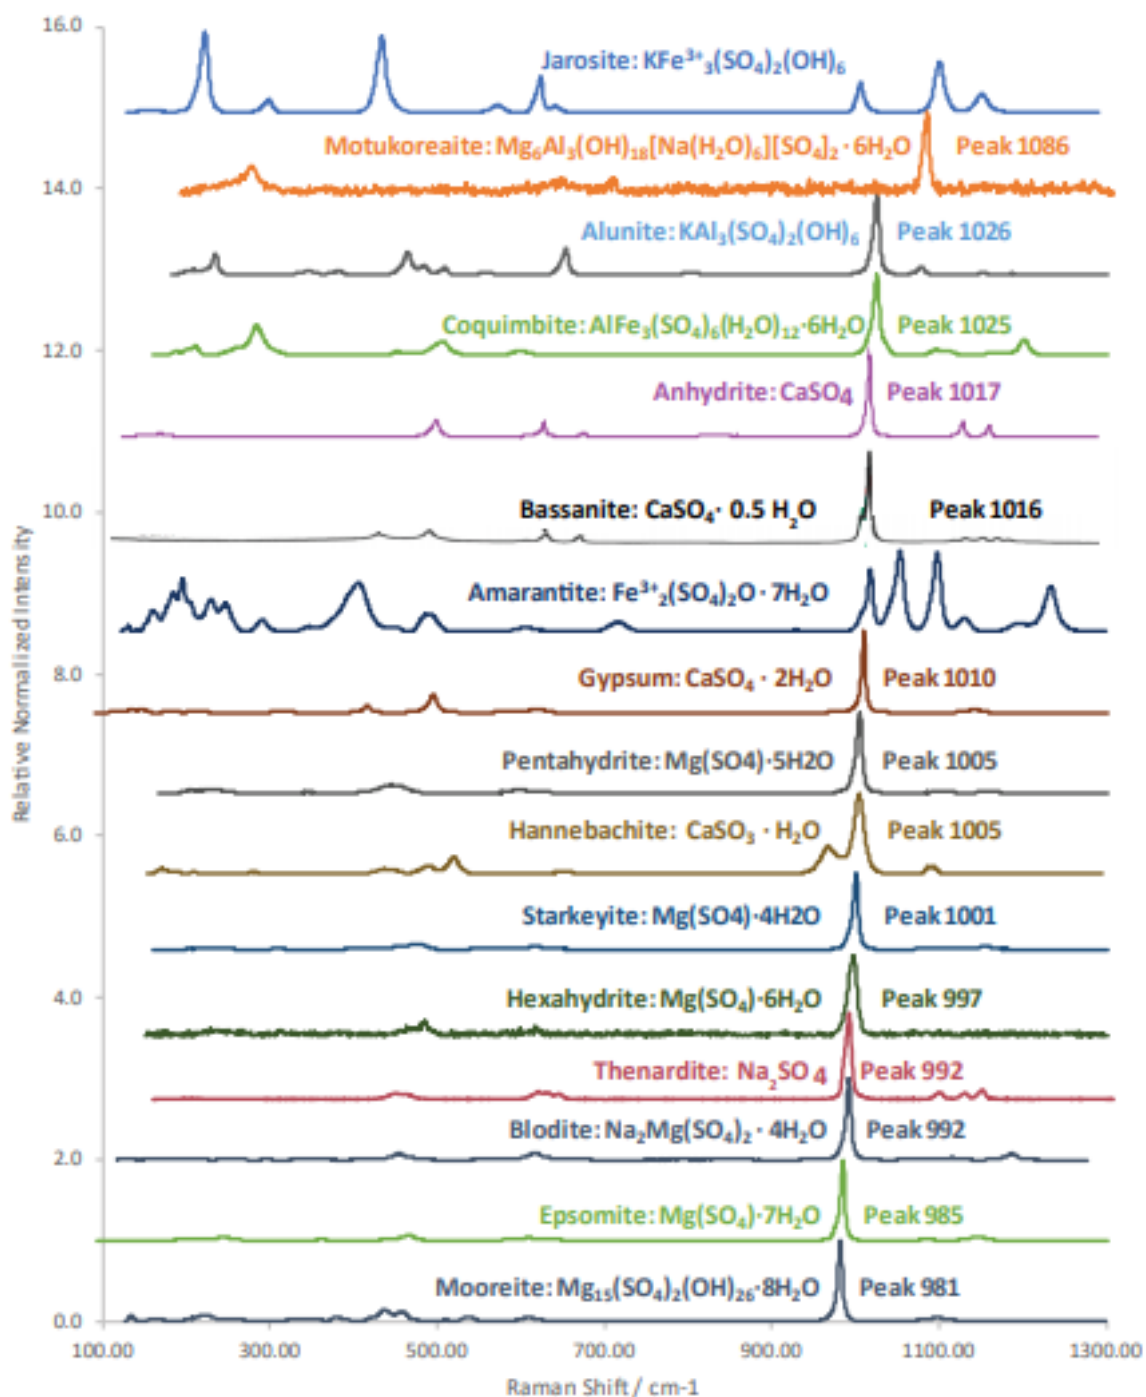 16.0
Jarosite: KFe³⁺₃(SO₄)₂(OH)₆
Motukoreaite: Mg₆Al₃(OH)₁₈[Na(H₂O)₆][SO₄]₂ · 6H₂O Peak 1086
14.0
Alunite: KAl₃(SO₄)₂(OH)₆ Peak 1026
Coquimbite: AlFe₃(SO₄)₆(H₂O)₁₂·6H₂O Peak 1025
12.0
Anhydrite: CaSO₄ Peak 1017
10.0
Bassanite: CaSO₄· 0.5 H₂O Peak 1016
Amarantite: Fe³⁺₂(SO₄)₂O · 7H₂O
8.0
Gypsum: CaSO₄ · 2H₂O Peak 1010
Pentahydrite: Mg(SO4)·5H2O Peak 1005
Hannebachite: CaSO₃ · H₂O Peak 1005
6.0
Starkeyite: Mg(SO4)·4H2O Peak 1001
4.0
Hexahydrite: Mg(SO₄)·6H₂O Peak 997
Thenardite: Na₂SO₄ Peak 992
Blodite: Na₂Mg(SO₄)₂ · 4H₂O Peak 992
2.0
Epsomite: Mg(SO₄)·7H₂O Peak 985
Mooreite: Mg₁₅(SO₄)₂(OH)₂₆·8H₂O Peak 981
0.0
100.00 300.00 500.00 700.00 900.00 1100.00 1300.00
Raman Shift / cm-1
Relative Normalized Intensity